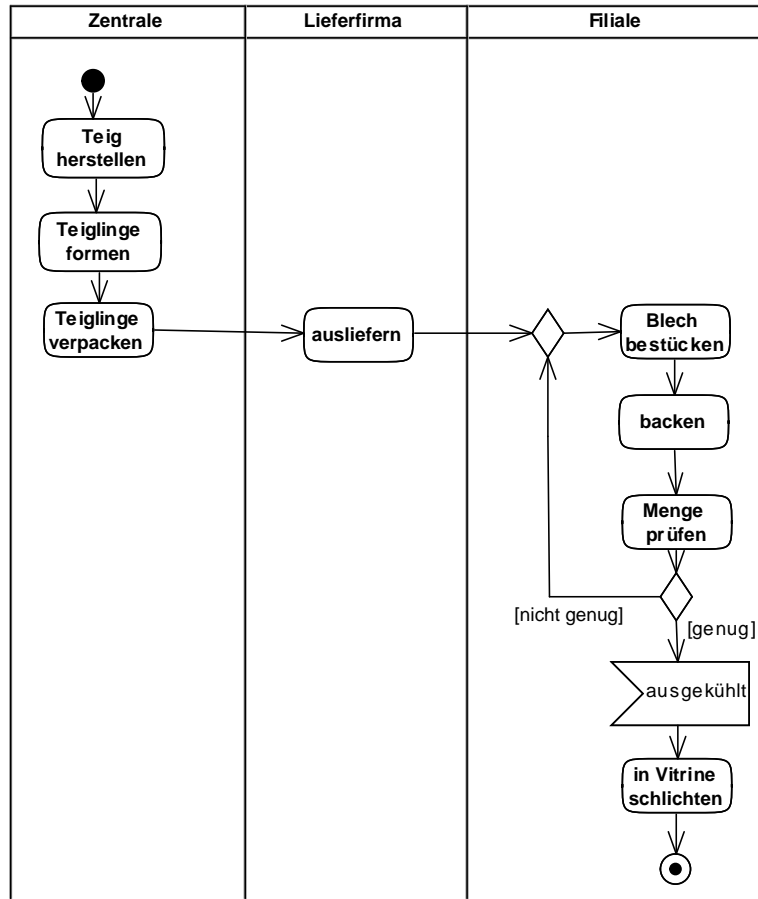 Zentrale
Lieferfirma
Filiale
Teig
herstellen
Teiglinge
formen
Teiglinge
verpacken
ausliefern
Blech
bestücken
backen
Menge
prüfen
[nicht genug]
[genug]
ausgekühlt
in Vitrine
schlichten